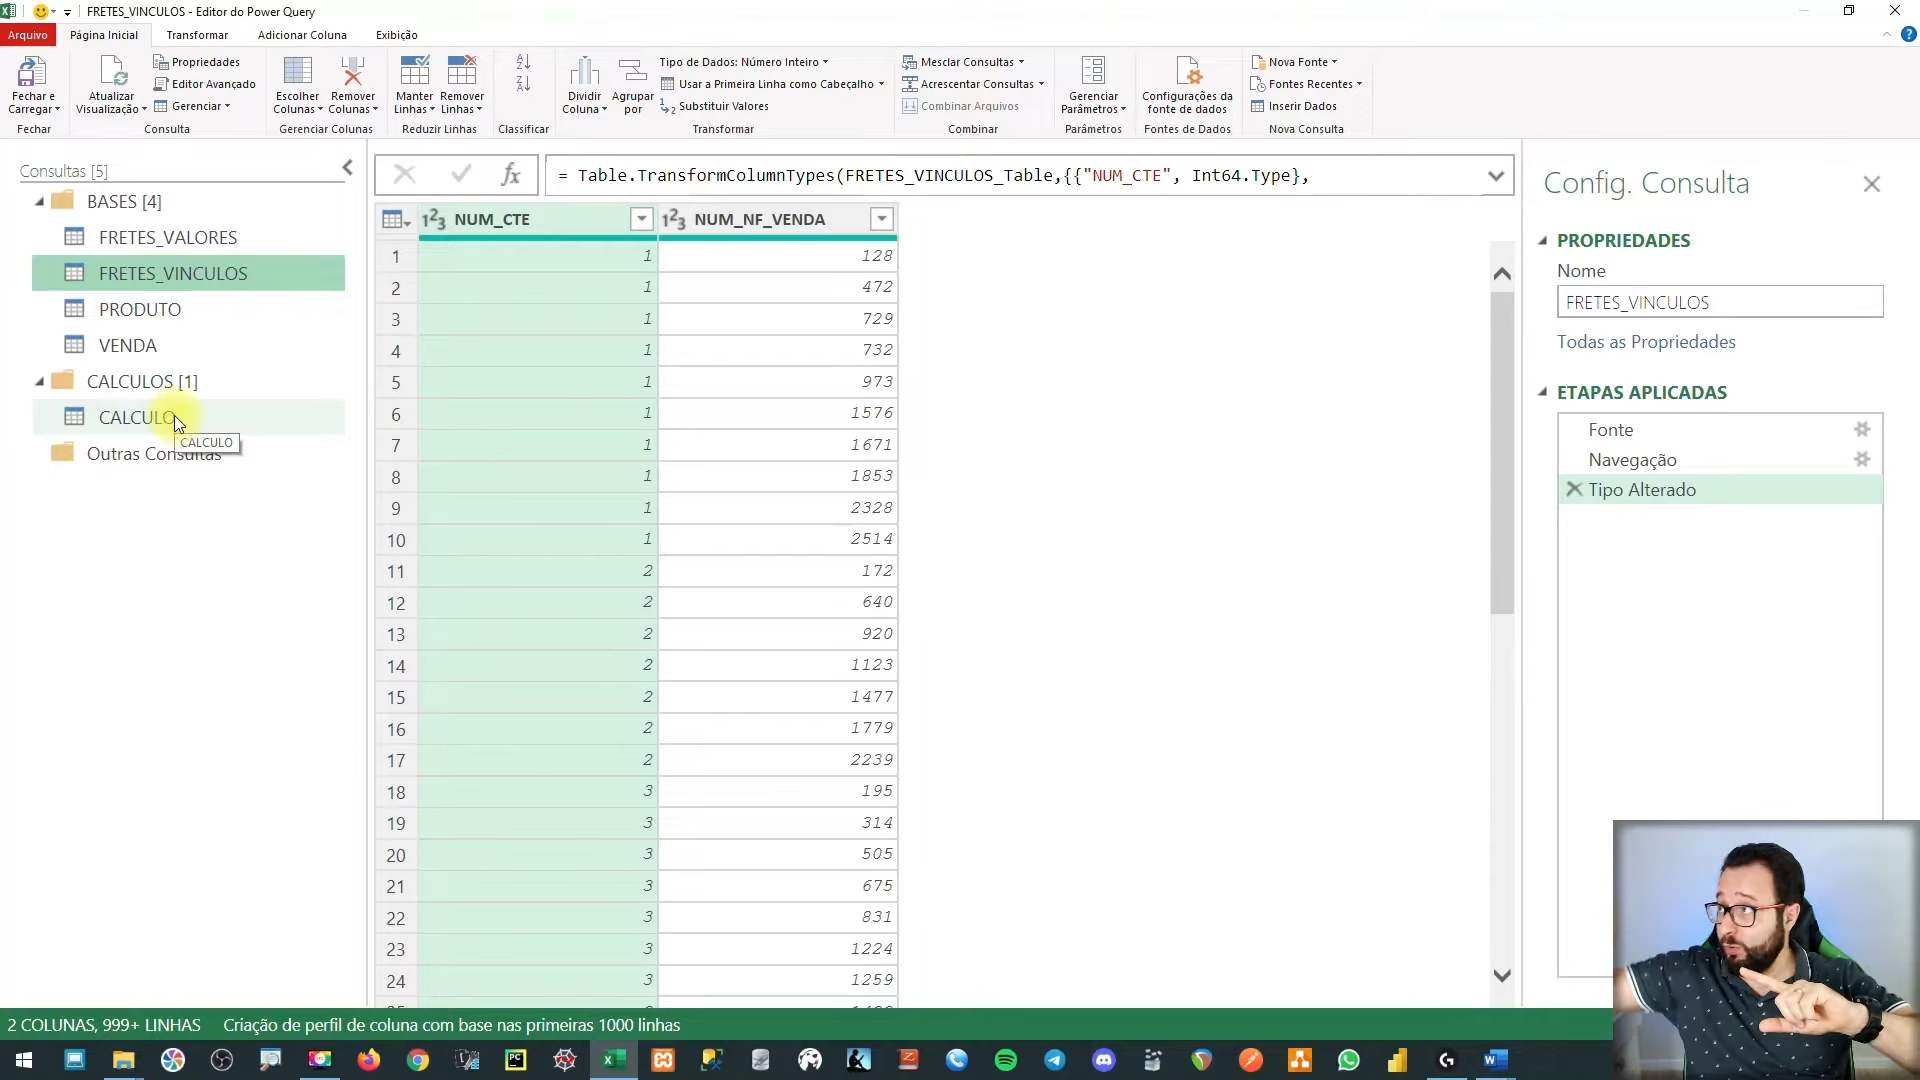 FRETES_VINCULOS - Editor do Power Query
Arquivo
Página Inicial
Transformar
Adicionar Coluna
Exibição
Fechar e
Carregar
Fechar
Atualizar
Visualização
Propriedades
Editor Avançado
Gerenciar
Consulta
Escolher
Colunas
Remover
Colunas
Gerenciar Colunas
Manter
Linhas
Remover
Linhas
Reduzir Linhas
Classificar
Dividir
Coluna
Agrupar
por
Tipo de Dados: Número Inteiro
Usar a Primeira Linha como Cabeçalho
Substituir Valores
Transformar
Mesclar Consultas
Acrescentar Consultas
Combinar Arquivos
Combinar
Gerenciar
Parâmetros
Parâmetros
Configurações da
fonte de dados
Fontes de Dados
Nova Fonte
Fontes Recentes
Inserir Dados
Nova Consulta
Consultas [5]
BASES [4]
FRETES_VALORES
FRETES_VINCULOS
PRODUTO
VENDA
CALCULOS [1]
CALCULO
CALCULO
Outras Consultas
= Table.TransformColumnTypes(FRETES_VINCULOS_Table,{{"NUM_CTE", Int64.Type},
NUM_CTE NUM_NF_VENDA
1 1 128
2 1 472
3 1 729
4 1 732
5 1 973
6 1 1576
7 1 1671
8 1 1853
9 1 2328
10 1 2514
11 2 172
12 2 640
13 2 920
14 2 1123
15 2 1477
16 2 1779
17 2 2239
18 3 195
19 3 314
20 3 505
21 3 675
22 3 831
23 3 1224
24 3 1259
Config. Consulta
PROPRIEDADES
Nome
FRETES_VINCULOS
Todas as Propriedades
ETAPAS APLICADAS
Fonte
Navegação
Tipo Alterado
2 COLUNAS, 999+ LINHAS
Criação de perfil de coluna com base nas primeiras 1000 linhas